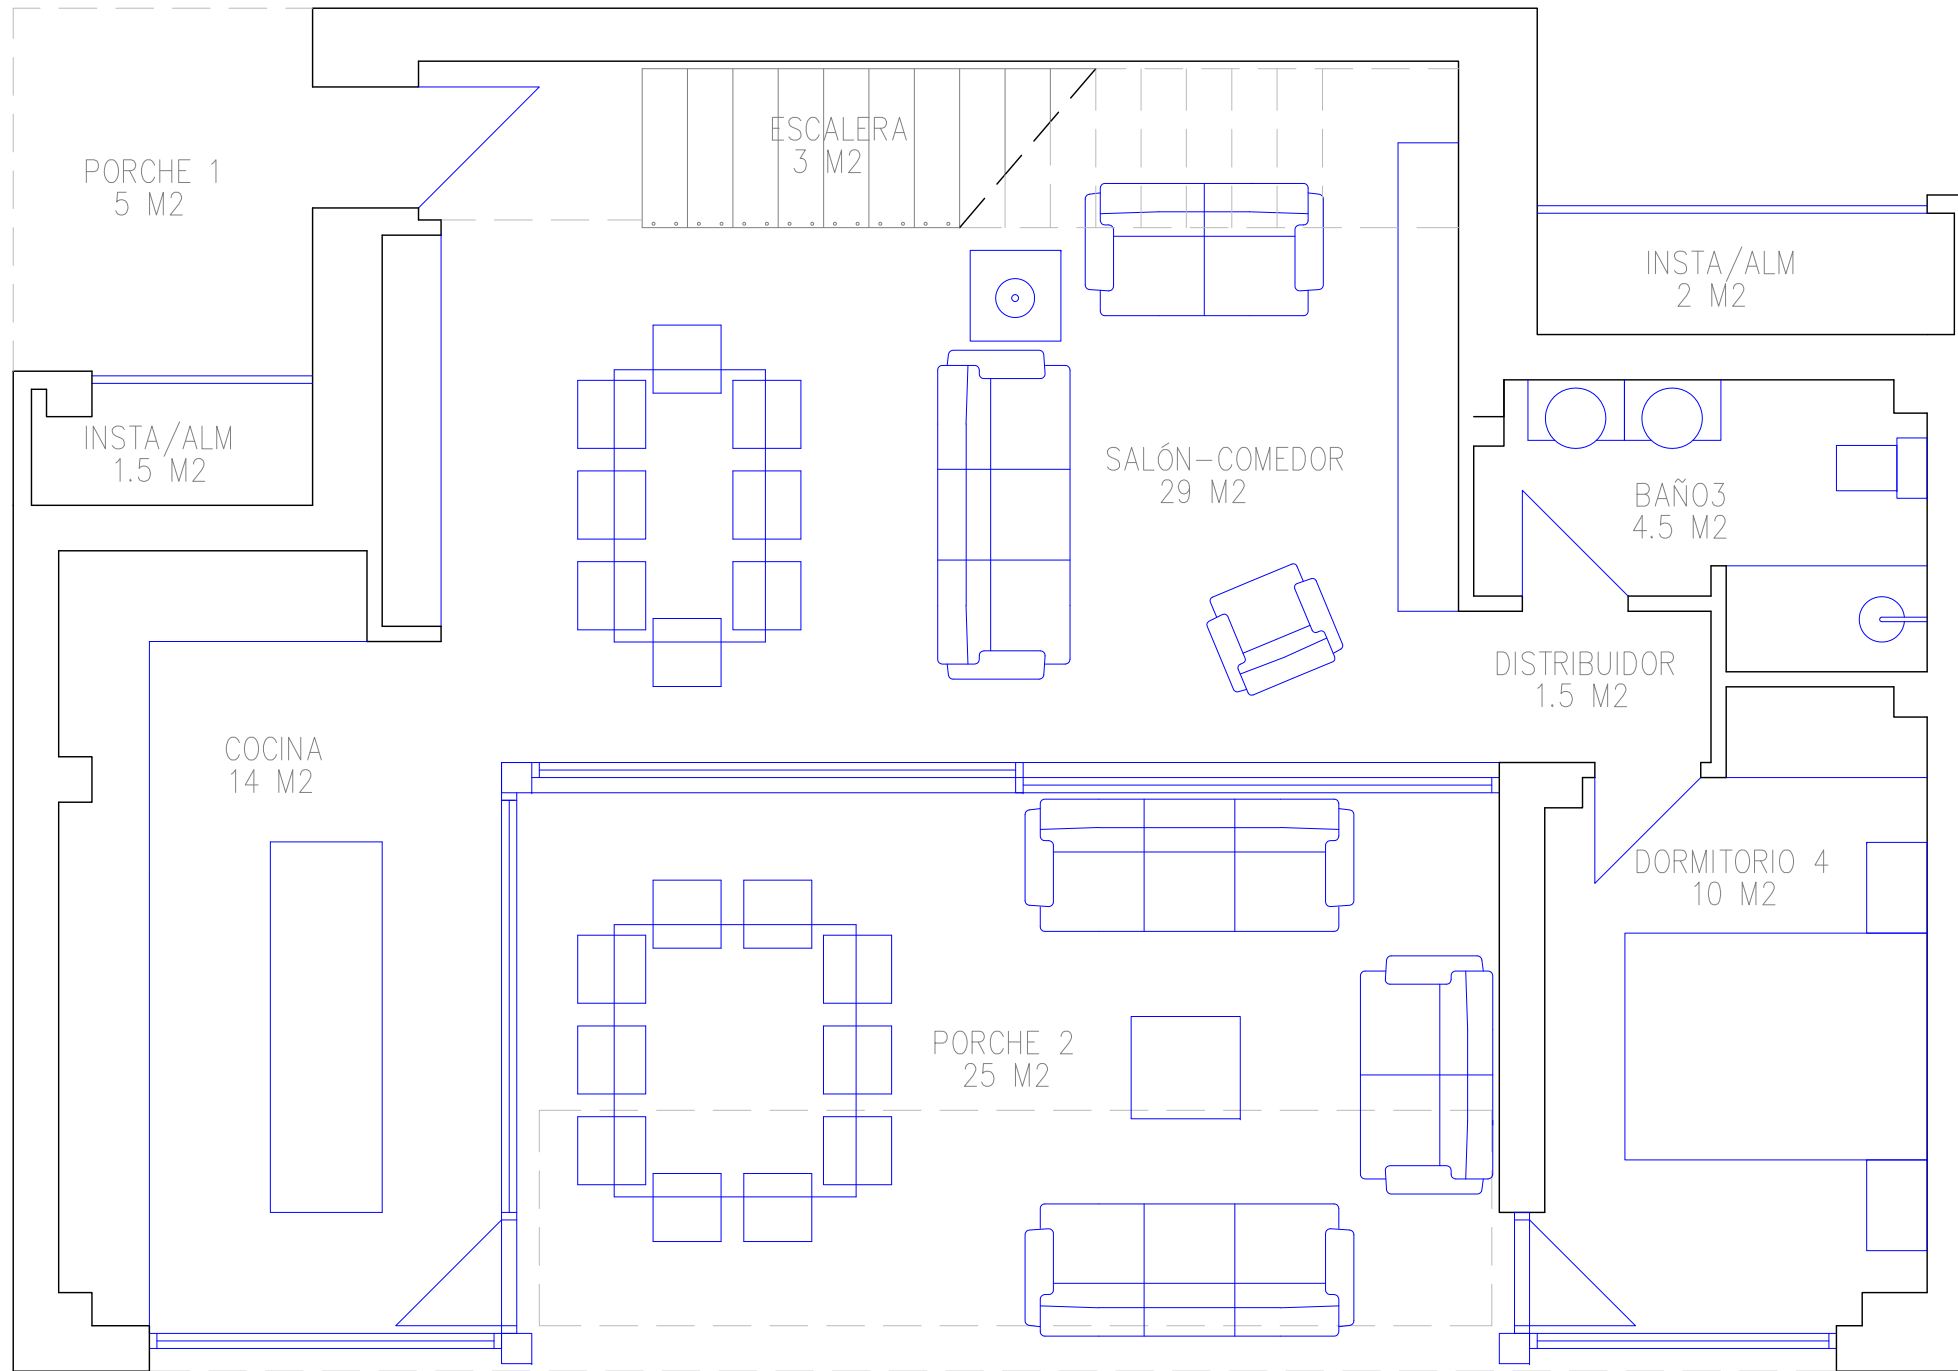 ESCALERA
3 M2
PORCHE 1
5 M2
INSTA/ALM
2 M2
INSTA/ALM
1.5 M2
SALÓN-COMEDOR
29 M2
BAÑO3
4.5 M2
DISTRIBUIDOR
1.5 M2
COCINA
14 M2
DORMITORIO 4
10 M2
PORCHE 2
25 M2